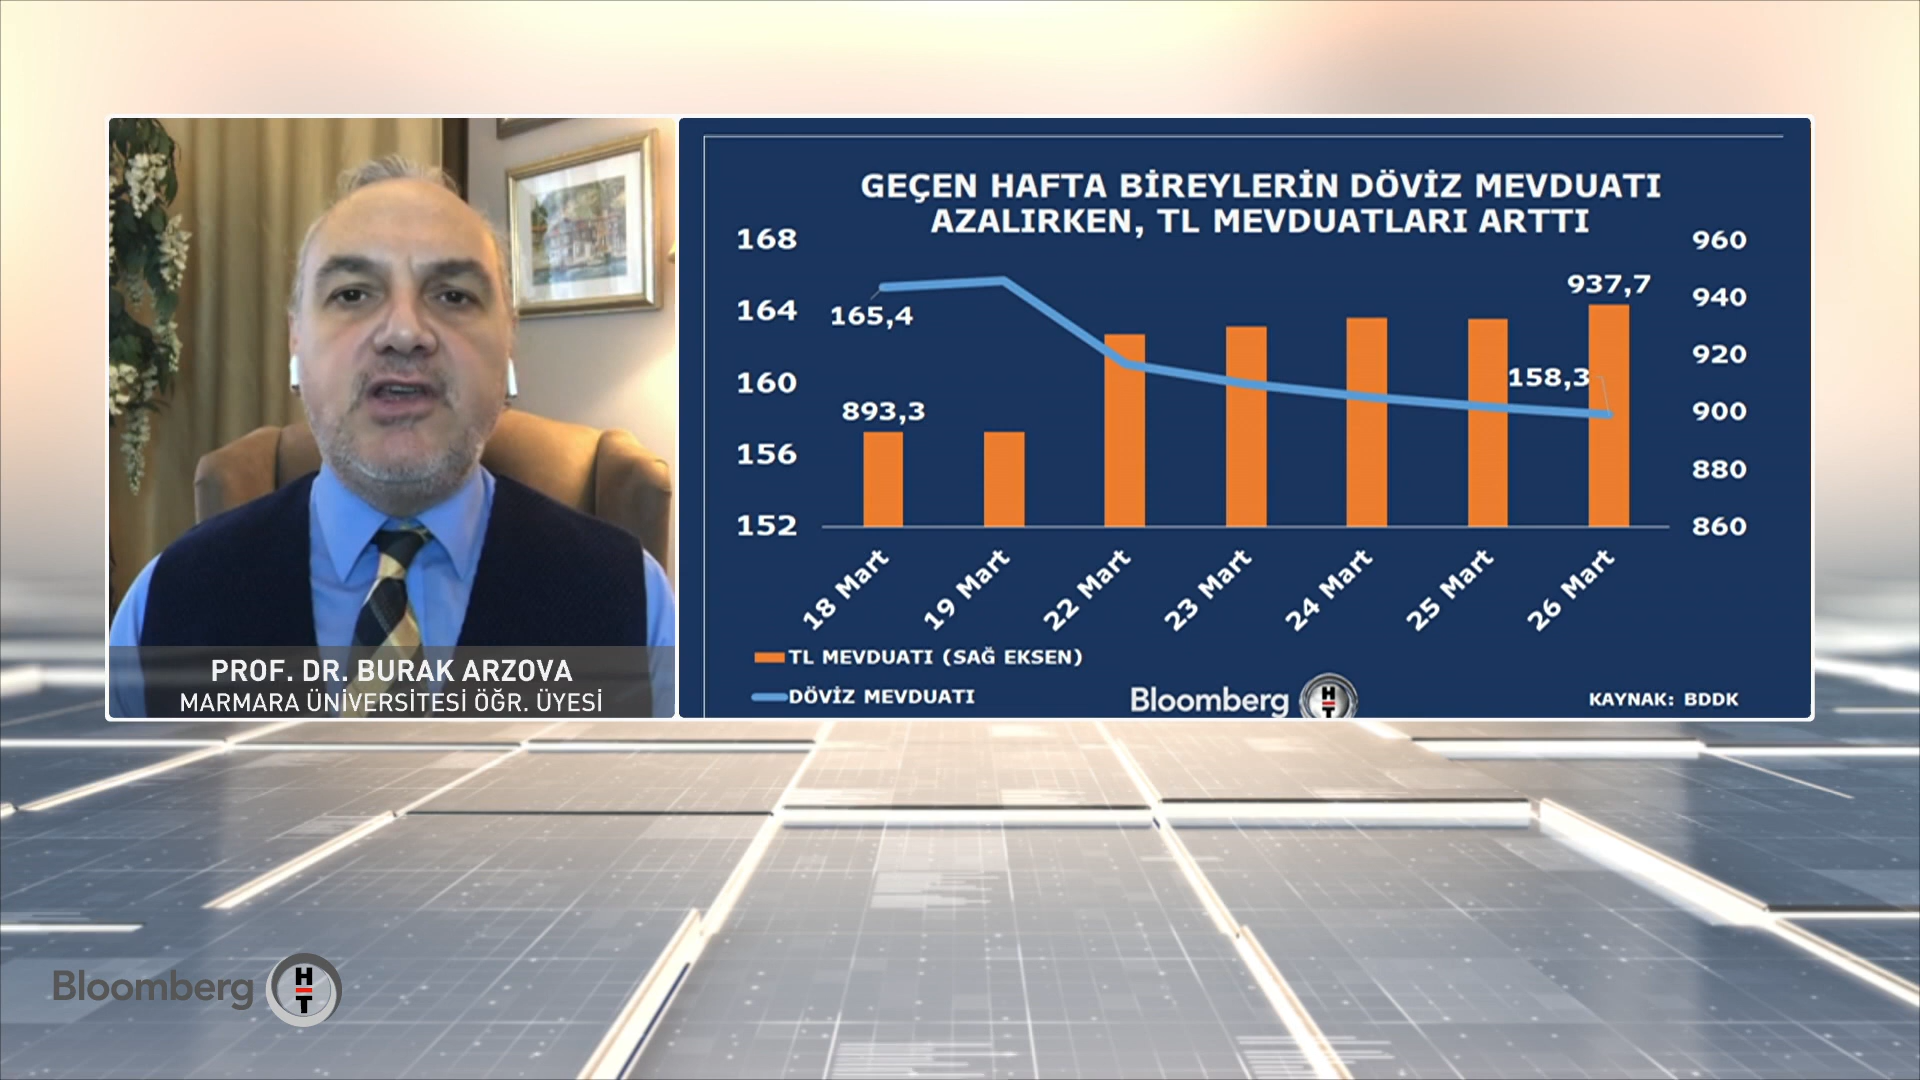 GEÇEN HAFTA BİREYLERİN DÖVİZ MEVDUATI
AZALIRKEN, TL MEVDUATLARI ARTTI
168
164
160
156
152
960
940
920
900
880
860
165,4
893,3
158,3
937,7
18 Mart
19 Mart
22 Mart
23 Mart
24 Mart
25 Mart
26 Mart
TL MEVDUATI (SAĞ EKSEN)
DÖVİZ MEVDUATI
Bloomberg HT
KAYNAK: BDDK
PROF. DR. BURAK ARZOVA
MARMARA ÜNİVERSİTESİ ÖĞR. ÜYESİ
Bloomberg HT